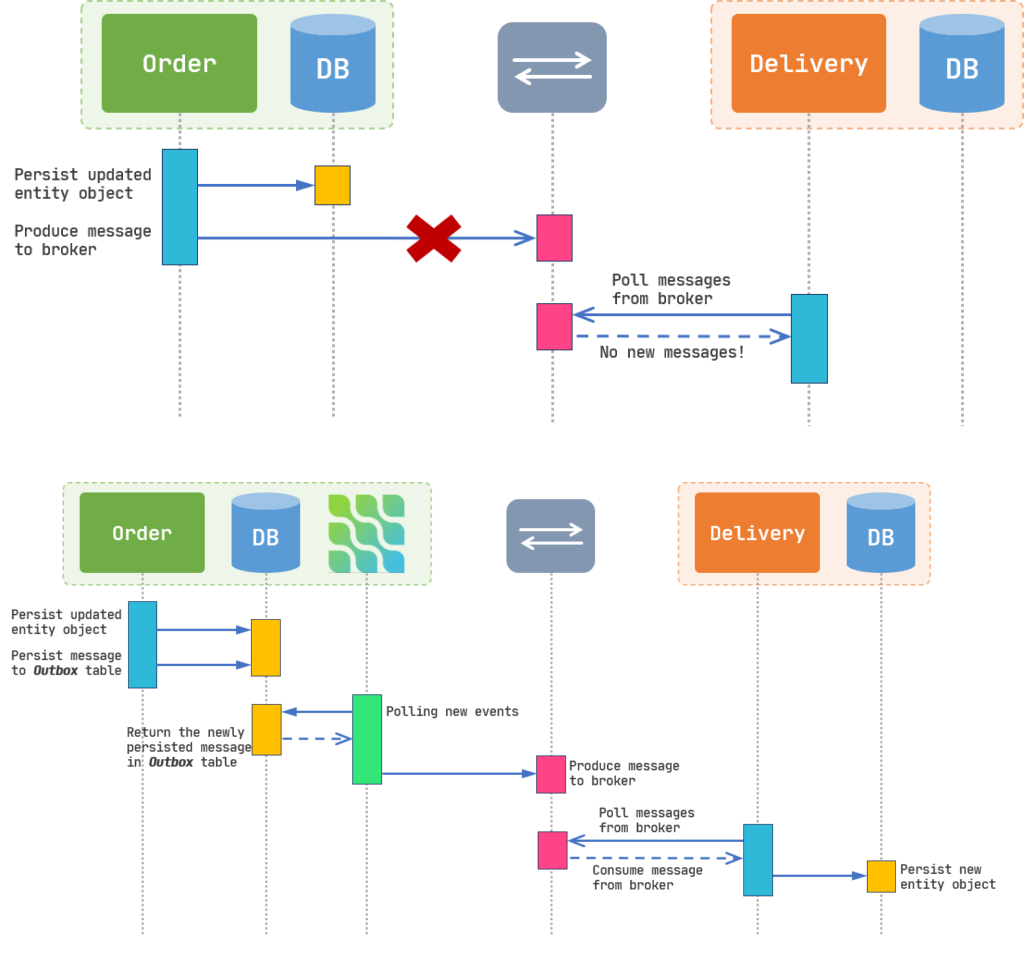 Order
DB
Delivery
DB
Persist updated
entity object
Produce message
to broker
Poll messages
from broker
No new messages!
Order
DB
Delivery
DB
Persist updated
entity object
Persist message
to Outbox table
Polling new events
Return the newly
persisted message
in Outbox table
Produce message
to broker
Poll messages
from broker
Consume message
from broker
Persist new
entity object